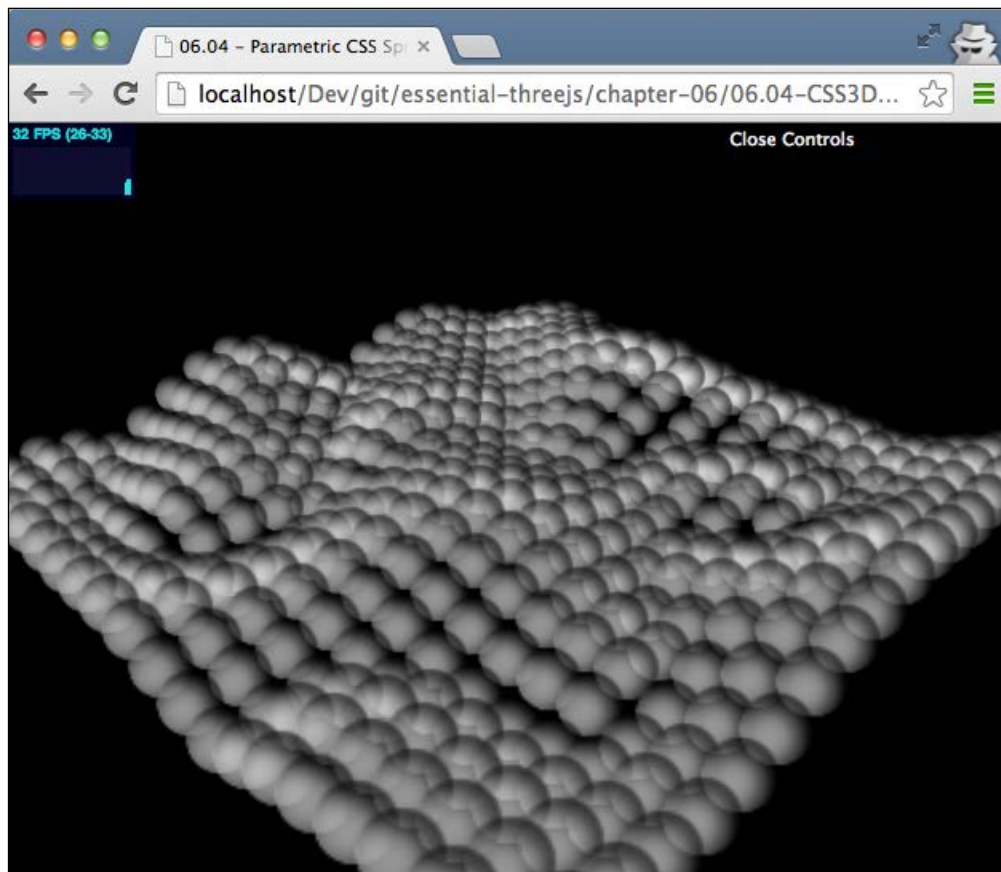 06.04 – Parametric CSS Sp
localhost/Dev/git/essential-threejs/chapter-06/06.04-CSS3D...
32 FPS (26-33)
Close Controls